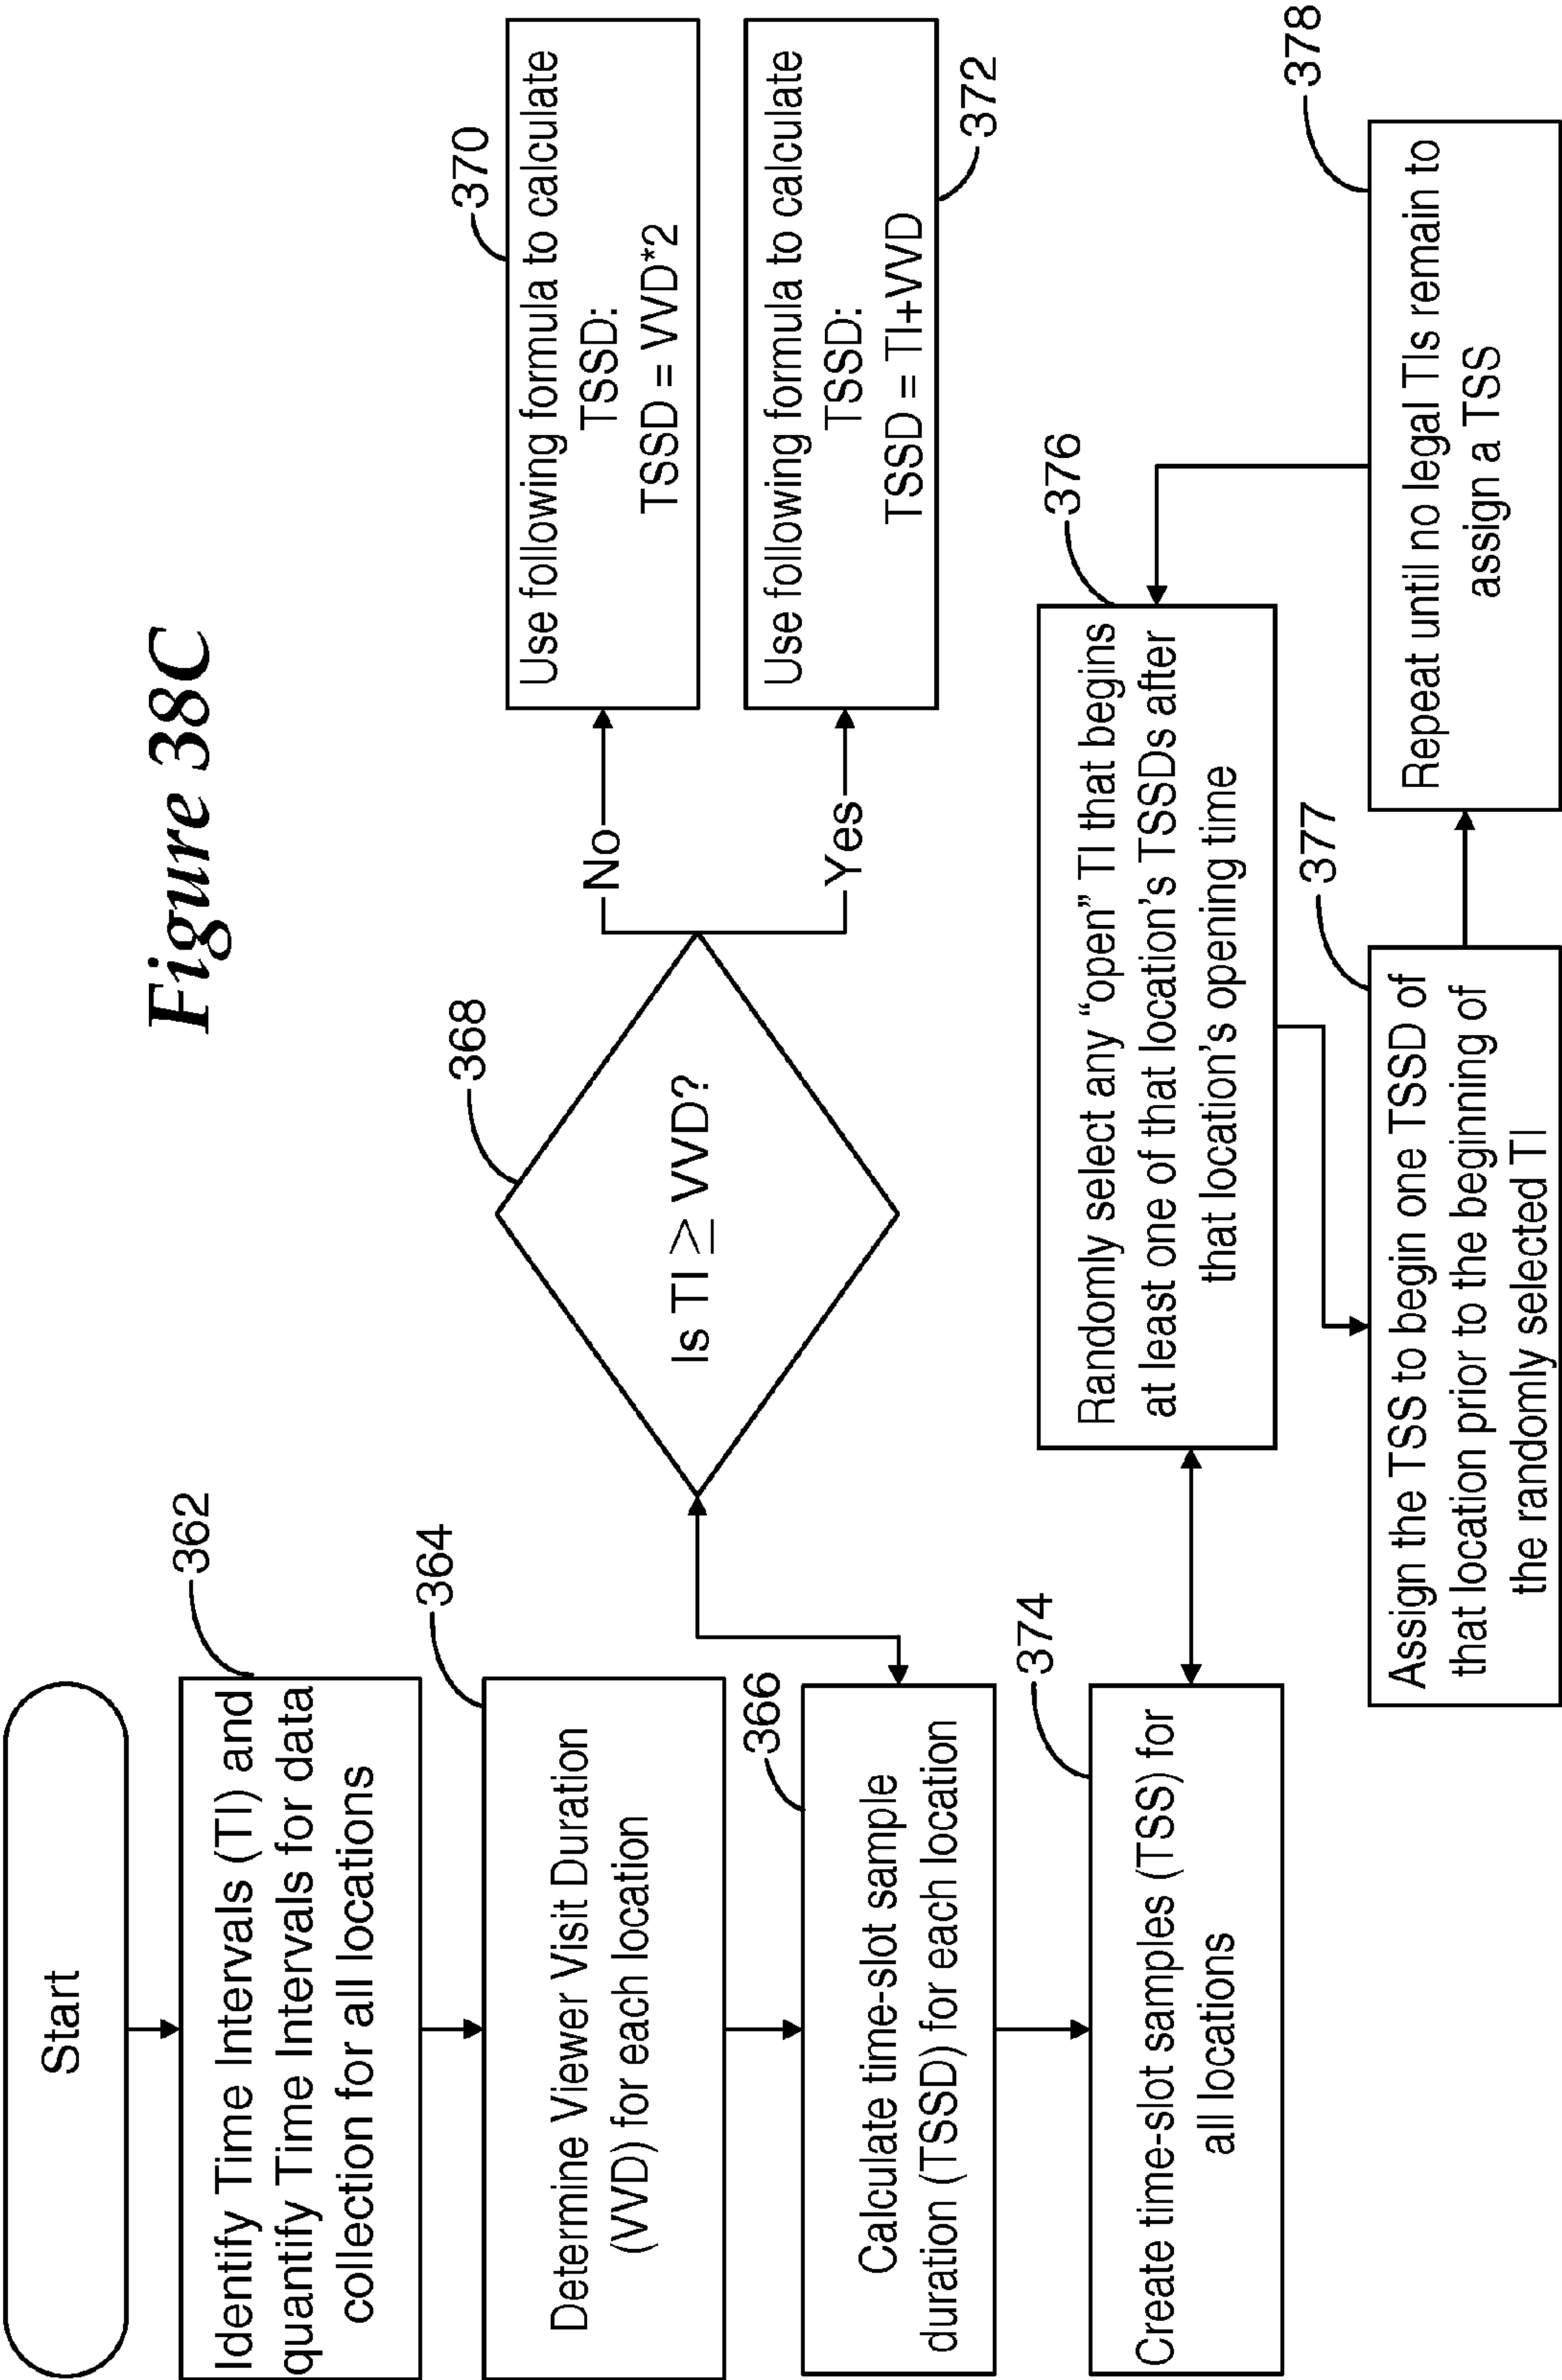 Figure 38C
Start
362
Identify Time Intervals (TI) and
quantify Time Intervals for data
collection for all locations
364
Determine Viewer Visit Duration
(VVD) for each location
366
Calculate time-slot sample
duration (TSSD) for each location
368
Is TI ≥ VVD?
No
370
Use following formula to calculate
TSSD:
TSSD = VVD*2
Yes
372
Use following formula to calculate
TSSD:
TSSD = TI+VVD
374
Create time-slot samples (TSS) for
all locations
376
Randomly select any “open” TI that begins
at least one of that location’s TSSDs after
that location’s opening time
377
Assign the TSS to begin one TSSD of
that location prior to the beginning of
the randomly selected TI
378
Repeat until no legal TIs remain to
assign a TSS